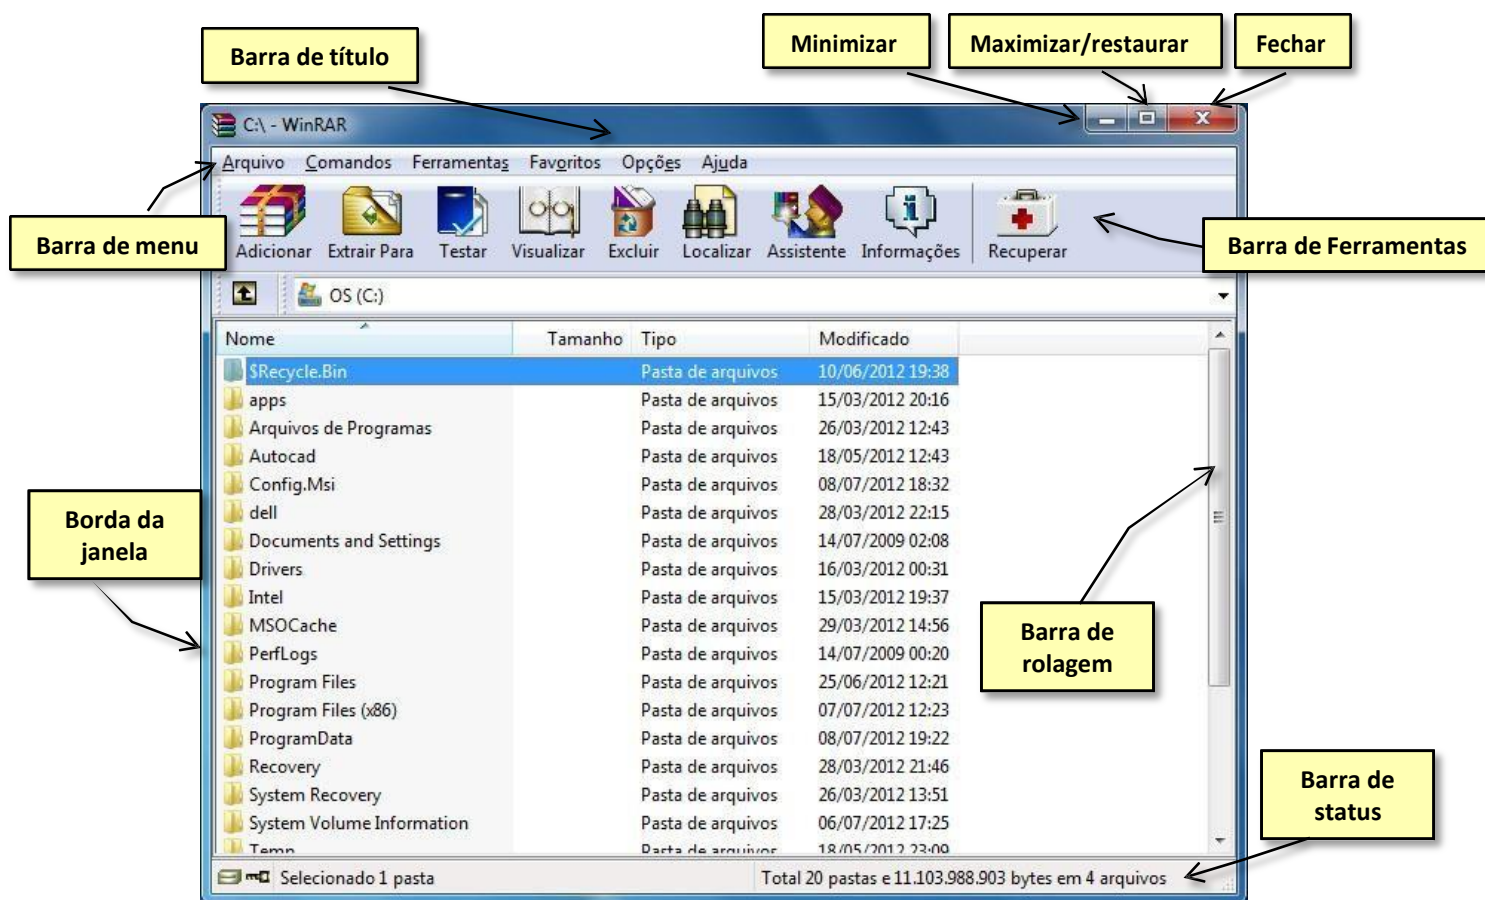 Barra de título
Minimizar
Maximizar/restaurar
Fechar
C:\ - WinRAR
Arquivo Comandos Ferramentas Favoritos Opções Ajuda
Adicionar Extrair Para Testar Visualizar Excluir Localizar Assistente Informações Recuperar
Barra de menu
Barra de Ferramentas
OS (C:)
Nome Tamanho Tipo Modificado
$Recycle.Bin Pasta de arquivos 10/06/2012 19:38
apps Pasta de arquivos 15/03/2012 20:16
Arquivos de Programas Pasta de arquivos 26/03/2012 12:43
Autocad Pasta de arquivos 18/05/2012 12:43
Config.Msi Pasta de arquivos 08/07/2012 18:32
dell Pasta de arquivos 28/03/2012 22:15
Documents and Settings Pasta de arquivos 14/07/2009 02:08
Drivers Pasta de arquivos 16/03/2012 00:31
Intel Pasta de arquivos 15/03/2012 19:37
MSOCache Pasta de arquivos 29/03/2012 14:56
PerfLogs Pasta de arquivos 14/07/2009 00:20
Program Files Pasta de arquivos 25/06/2012 12:21
Program Files (x86) Pasta de arquivos 07/07/2012 12:23
ProgramData Pasta de arquivos 08/07/2012 19:22
Recovery Pasta de arquivos 28/03/2012 21:46
System Recovery Pasta de arquivos 26/03/2012 13:51
System Volume Information Pasta de arquivos 06/07/2012 17:25
Temp Pasta de arquivos 18/05/2012 23:09
Borda da
janela
Barra de
rolagem
Barra de
status
Selecionado 1 pasta
Total 20 pastas e 11.103.988.903 bytes em 4 arquivos